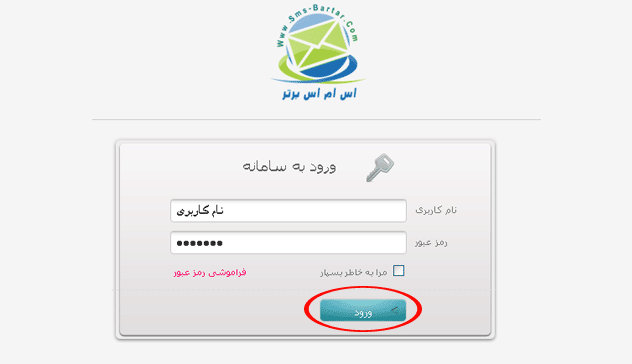 Www.Sms-Bartar.Com
اس ام اس برتر
ورود به سامانه
نام کاربری
نام کاربری
رمز عبور
مرا به خاطر بسپار
فراموشی رمز عبور
ورود